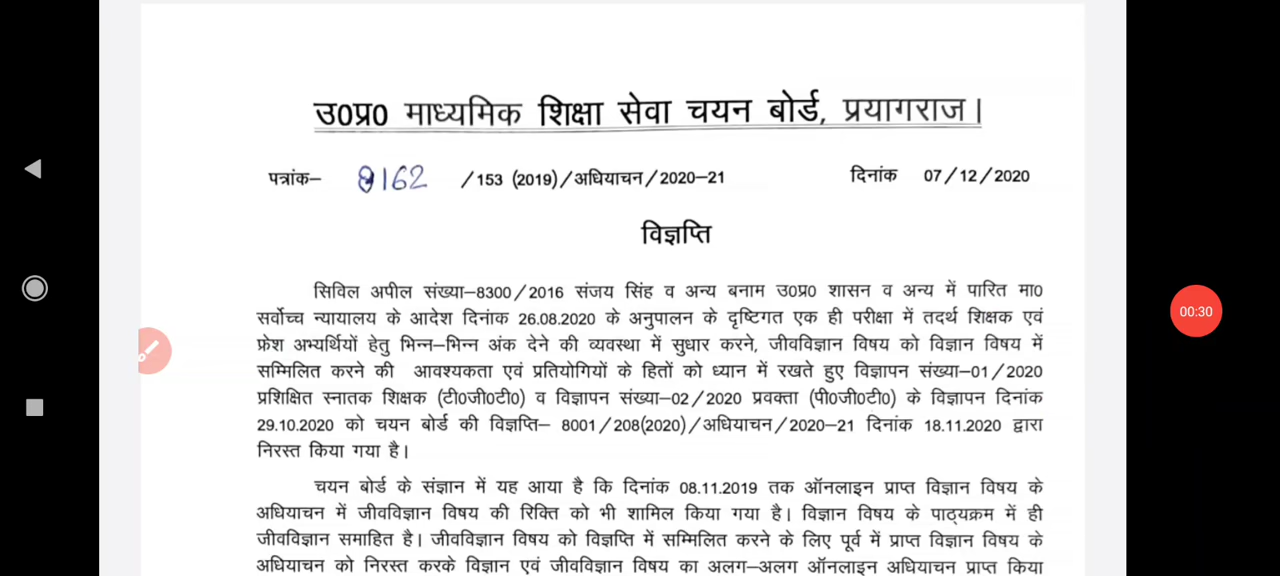 उ0प्र0 माध्यमिक शिक्षा सेवा चयन बोर्ड, प्रयागराज।
पत्रांक– 8162 /153 (2019)/अधियाचन/2020–21 दिनांक 07/12/2020
विज्ञप्ति
सिविल अपील संख्या–8300/2016 संजय सिंह व अन्य बनाम उ0प्र0 शासन व अन्य में पारित मा0
सर्वोच्च न्यायालय के आदेश दिनांक 26.08.2020 के अनुपालन के दृष्टिगत एक ही परीक्षा में तदर्थ शिक्षक एवं
फ्रेश अभ्यर्थियों हेतु भिन्न–भिन्न अंक देने की व्यवस्था में सुधार करने, जीवविज्ञान विषय को विज्ञान विषय में
सम्मिलित करने की आवश्यकता एवं प्रतियोगियों के हितों को ध्यान में रखते हुए विज्ञापन संख्या–01/2020
प्रशिक्षित स्नातक शिक्षक (टी0जी0टी0) व विज्ञापन संख्या–02/2020 प्रवक्ता (पी0जी0टी0) के विज्ञापन दिनांक
29.10.2020 को चयन बोर्ड की विज्ञप्ति– 8001/208(2020)/अधियाचन/2020–21 दिनांक 18.11.2020 द्वारा
निरस्त किया गया है।
चयन बोर्ड के संज्ञान में यह आया है कि दिनांक 08.11.2019 तक ऑनलाइन प्राप्त विज्ञान विषय के
अधियाचन में जीवविज्ञान विषय की रिक्ति को भी शामिल किया गया है। विज्ञान विषय के पाठ्यक्रम में ही
जीवविज्ञान समाहित है। जीवविज्ञान विषय को विज्ञप्ति में सम्मिलित करने के लिए पूर्व में प्राप्त विज्ञान विषय के
अधियाचन को निरस्त करके विज्ञान एवं जीवविज्ञान विषय का अलग–अलग ऑनलाइन अधियाचन प्राप्त किया
00:30